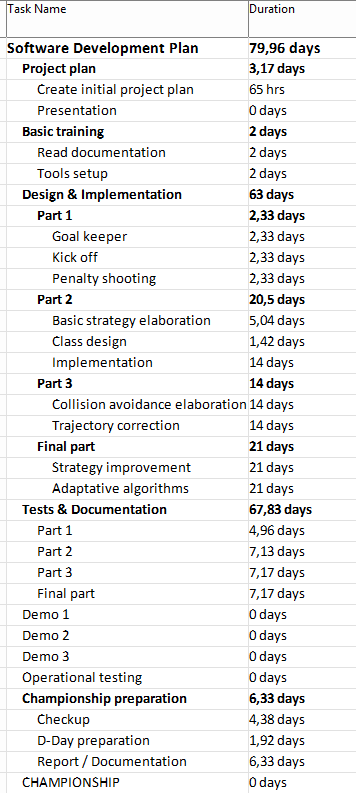 Task Name Duration
Software Development Plan 79,96 days
Project plan 3,17 days
Create initial project plan 65 hrs
Presentation 0 days
Basic training 2 days
Read documentation 2 days
Tools setup 2 days
Design & Implementation 63 days
Part 1 2,33 days
Goal keeper 2,33 days
Kick off 2,33 days
Penalty shooting 2,33 days
Part 2 20,5 days
Basic strategy elaboration 5,04 days
Class design 1,42 days
Implementation 14 days
Part 3 14 days
Collision avoidance elaboration 14 days
Trajectory correction 14 days
Final part 21 days
Strategy improvement 21 days
Adaptative algorithms 21 days
Tests & Documentation 67,83 days
Part 1 4,96 days
Part 2 7,13 days
Part 3 7,17 days
Final part 7,17 days
Demo 1 0 days
Demo 2 0 days
Demo 3 0 days
Operational testing 0 days
Championship preparation 6,33 days
Checkup 4,38 days
D-Day preparation 1,92 days
Report / Documentation 6,33 days
CHAMPIONSHIP 0 days